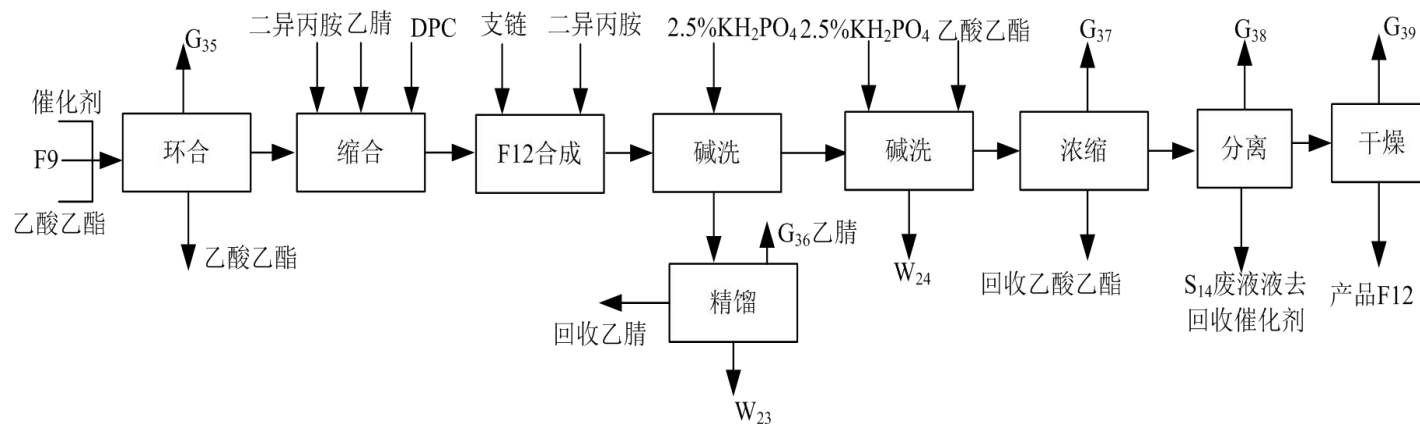 G₃₅
二异丙胺 乙腈 DPC 支链 二异丙胺 2.5%KH₂PO₄ 2.5%KH₂PO₄ 乙酸乙酯 G₃₇ G₃₈ G₃₉
催化剂
F9
乙酸乙酯
环合
缩合
F12合成
碱洗
碱洗
浓缩
分离
干燥
乙酸乙酯
G₃₆乙腈
精馏
回收乙腈
W₂₃
W₂₄
回收乙酸乙酯
S₁₄废液液去
回收催化剂
产品F12